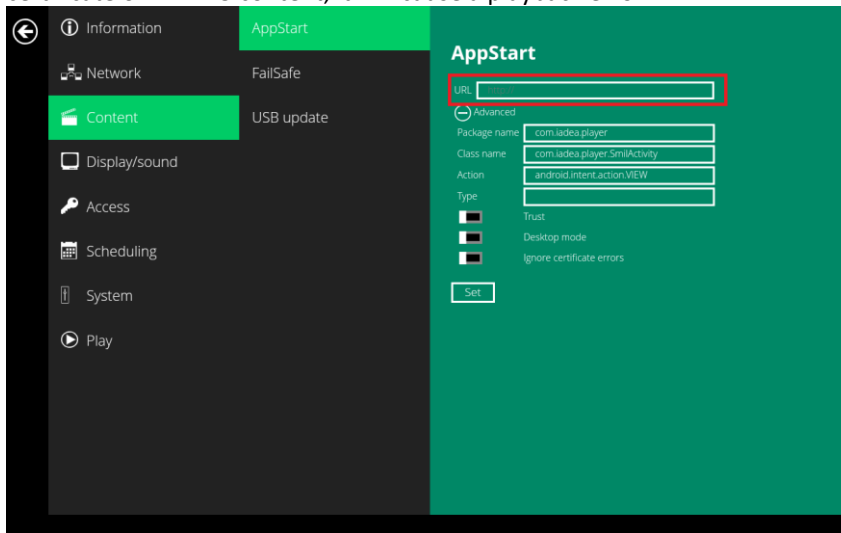 Information
Network
Content
Display/sound
Access
Scheduling
System
Play
AppStart
FailSafe
USB update
AppStart
URL http://
Advanced
Package name com.iadea.player
Class name com.iadea.player.SmilActivity
Action android.intent.action.VIEW
Type
Trust
Desktop mode
Ignore certificate errors
Set